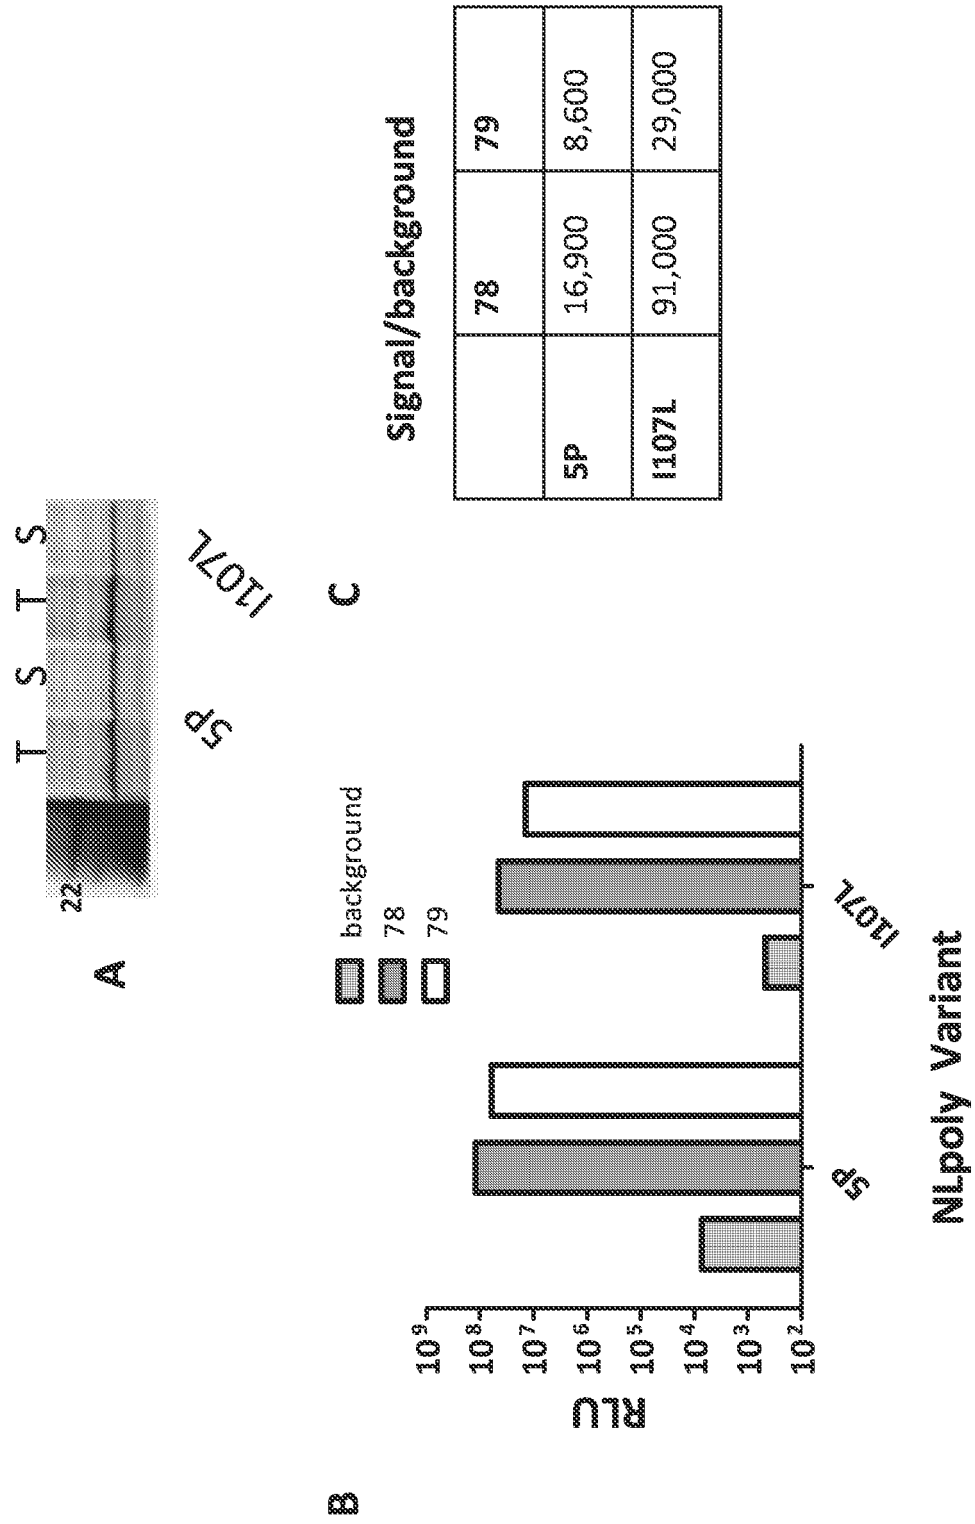 A
T S T S
22
5P I107L
B
RLU
10⁹
10⁸
10⁷
10⁶
10⁵
10⁴
10³
10²
background
78
79
5P I107L
NLpoly Variant
C
Signal/background
78 79
5P 16,900 8,600
I107L 91,000 29,000